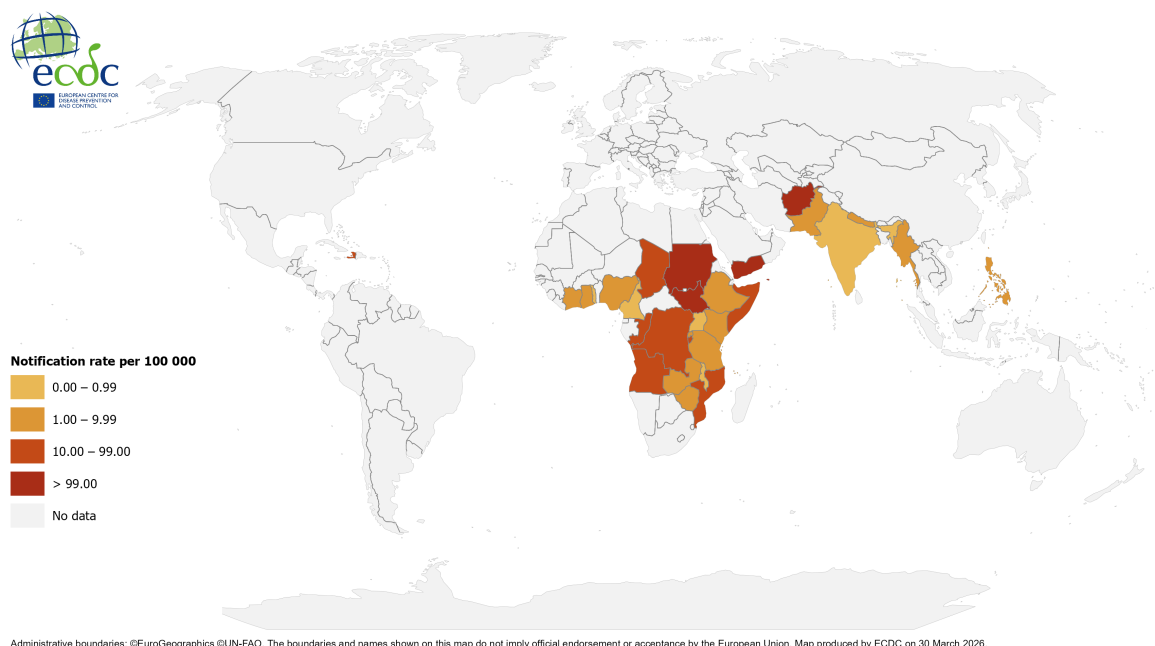 ecdc
EUROPEAN CENTRE FOR
DISEASE PREVENTION
AND CONTROL
Notification rate per 100 000
0.00 – 0.99
1.00 – 9.99
10.00 – 99.00
> 99.00
No data
Administrative boundaries: ©EuroGeographics ©UN-FAO. The boundaries and names shown on this map do not imply official endorsement or acceptance by the European Union. Map produced by ECDC on 30 March 2026.